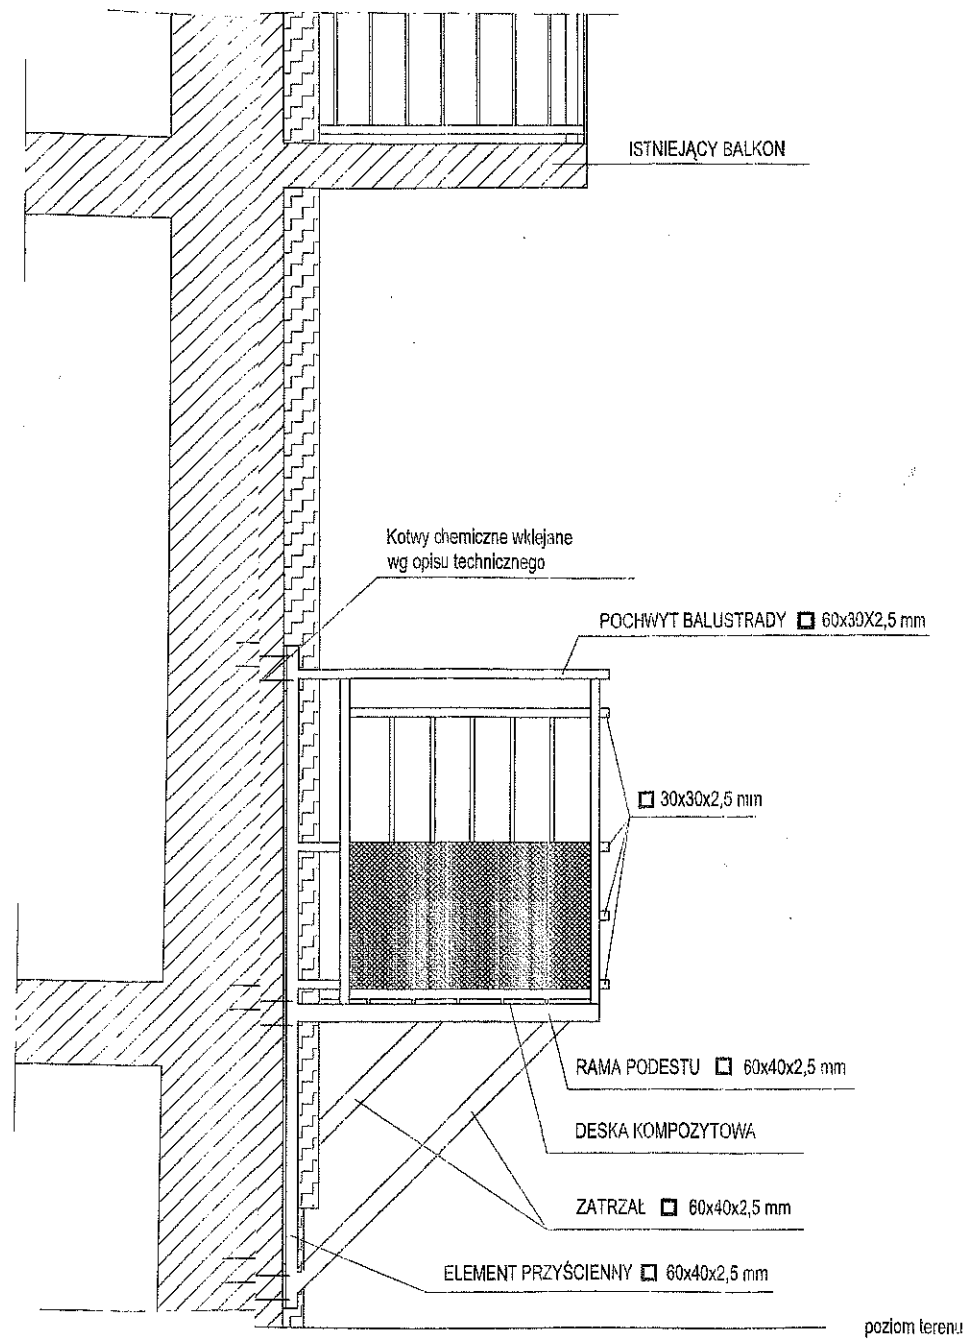 ISTNIEJĄCY BALKON
Kotwy chemiczne wklejane
wg opisu technicznego
POCHWYT BALUSTRADY 60x30X2,5 mm
30x30x2,5 mm
RAMA PODESTU 60x40x2,5 mm
DESKA KOMPOZYTOWA
ZATRZAŁ 60x40x2,5 mm
ELEMENT PRZYŚCIENNY 60x40x2,5 mm
poziom terenu